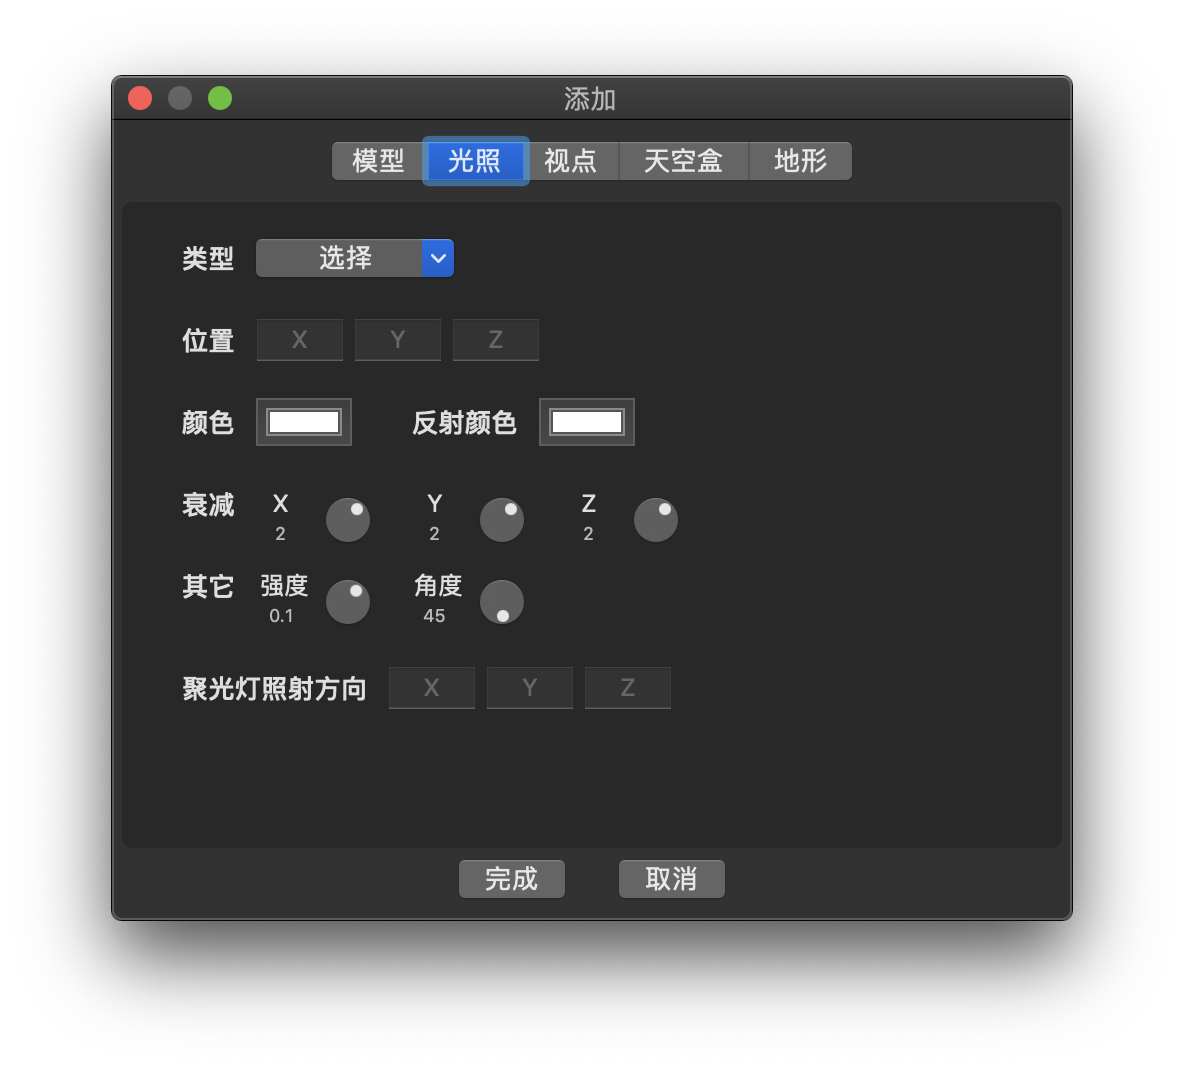 添加
模型 光照 视点 天空盒 地形
类型 选择
位置 X Y Z
颜色 反射颜色
衰减 X Y Z
2 2 2
其它 强度 角度
0.1 45
聚光灯照射方向 X Y Z
完成 取消